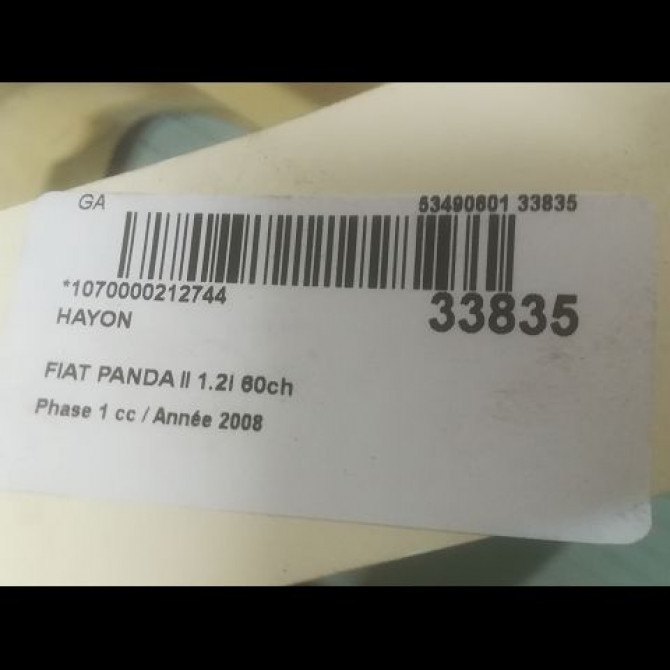 GA 53490601 33835
*1070000212744 33835
HAYON
FIAT PANDA II 1.2i 60ch
Phase 1 cc / Année 2008